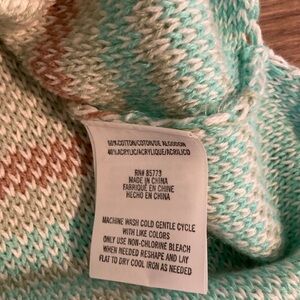 60% COTTON/COTON/DE ALGODON
40% ACRYLIC/ACRYLIQUE/ACRILICO
RN# 85773
MADE IN CHINA
FABRIQUÉ EN CHINE
HECHO EN CHINA
MACHINE WASH COLD GENTLE CYCLE
WITH LIKE COLORS
ONLY USE NON-CHLORINE BLEACH
WHEN NEEDED RESHAPE AND LAY
FLAT TO DRY COOL IRON AS NEEDED